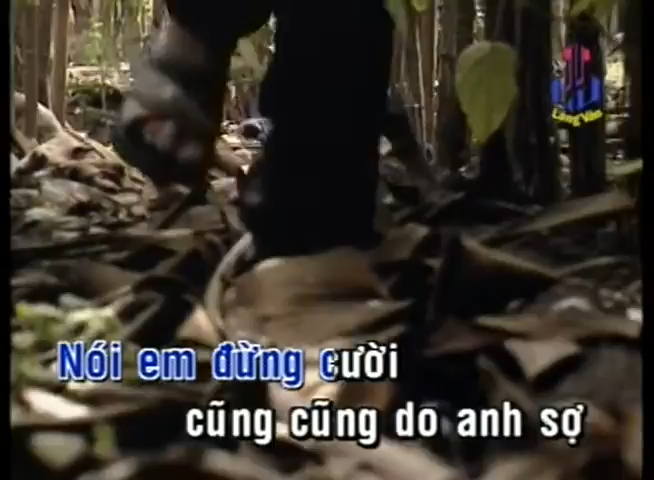 Làng Văn
Nói em đừng cười
cũng cũng do anh sợ